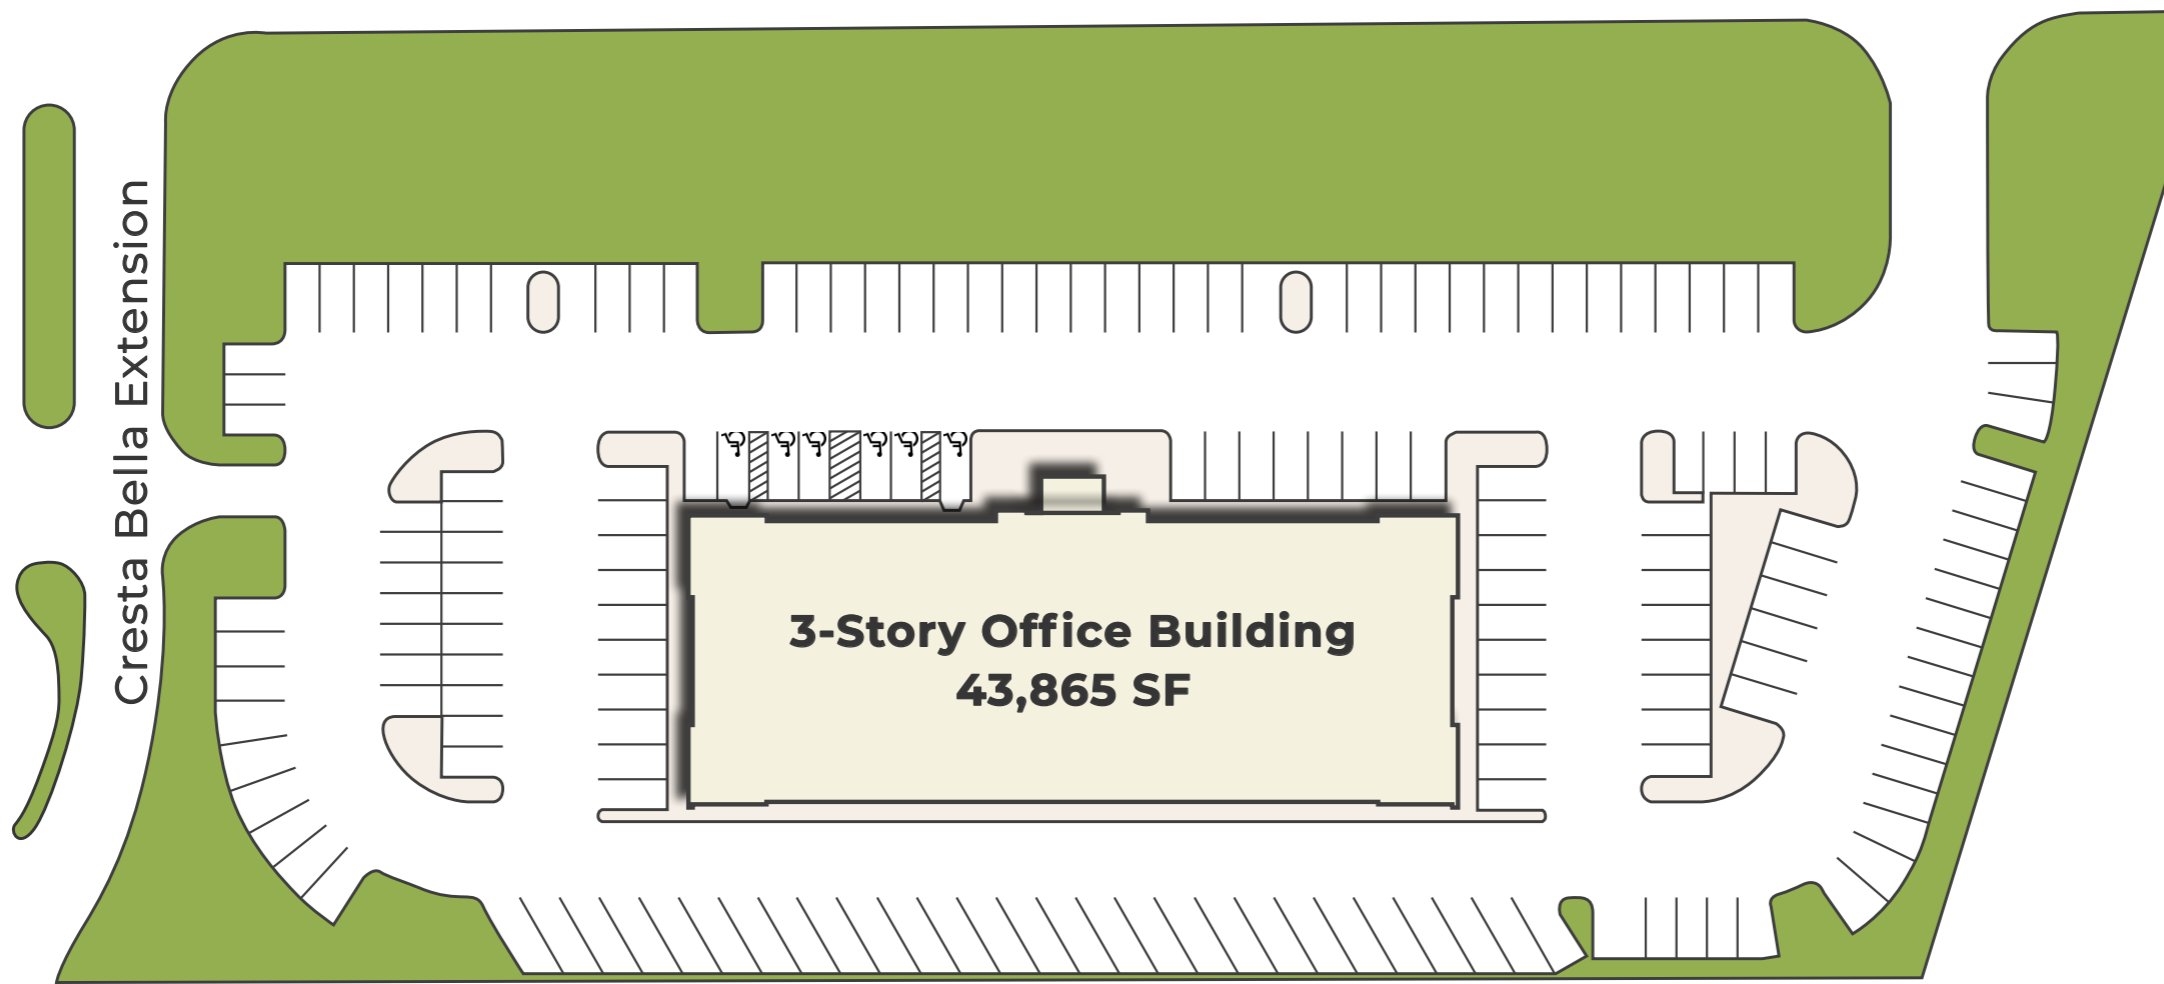 Cresta Bella Extension
3-Story Office Building
43,865 SF